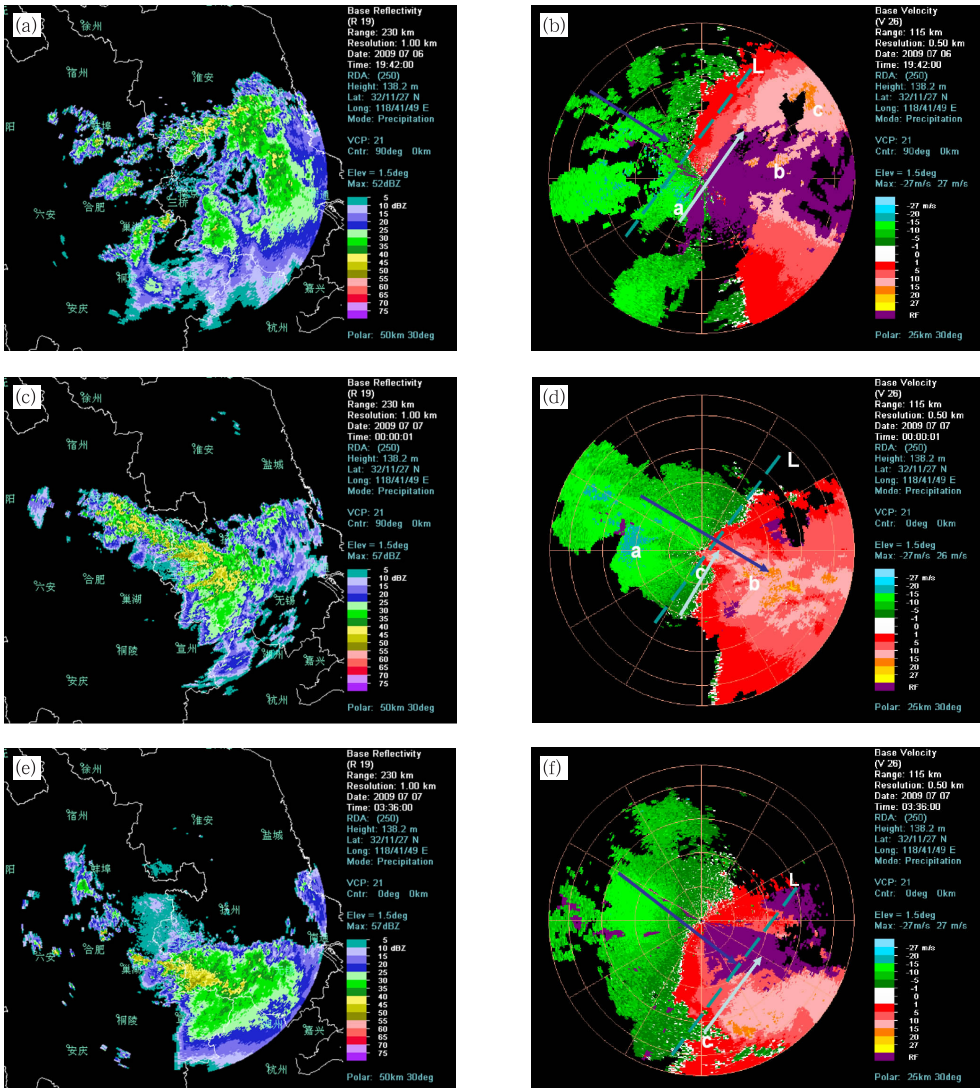 (a)
徐州
宿州
淮安
阳
蚌埠
六安
合肥
安庆
嘉兴
杭州
Base Reflectivity
(R 19)
Range: 230 km
Resolution: 1.00 km
Date: 2009 07 06
Time: 19:42:00
RDA: (250)
Height: 138.2 m
Lat: 32/11/27 N
Long: 118/41/49 E
Mode: Precipitation
VCP: 21
Cntr: 90deg 0km
Elev = 1.5deg
Max: 52dBZ
5
10 dBZ
15
20
25
30
35
40
45
50
55
60
65
70
75
Polar: 50km 30deg
(b)
L
c
b
a
Base Velocity
(V 26)
Range: 115 km
Resolution: 0.50 km
Date: 2009 07 06
Time: 19:42:00
RDA: (250)
Height: 138.2 m
Lat: 32/11/27 N
Long: 118/41/49 E
Mode: Precipitation
VCP: 21
Cntr: 90deg 0km
Elev = 1.5deg
Max: -27m/s 27 m/s
-27 m/s
-20
-15
-10
-5
-1
0
1
5
10
15
20
27
RF
Polar: 25km 30deg
(c)
徐州
宿州
淮安
盐城
阳
六安
合肥
巢湖
无锡
铜陵
宣州
安庆
嘉兴
杭州
Base Reflectivity
(R 19)
Range: 230 km
Resolution: 1.00 km
Date: 2009 07 07
Time: 00:00:01
RDA: (250)
Height: 138.2 m
Lat: 32/11/27 N
Long: 118/41/49 E
Mode: Precipitation
VCP: 21
Cntr: 90deg 0km
Elev = 1.5deg
Max: 57dBZ
5
10 dBZ
15
20
25
30
35
40
45
50
55
60
65
70
75
Polar: 50km 30deg
(d)
L
a
c
b
Base Velocity
(V 26)
Range: 115 km
Resolution: 0.50 km
Date: 2009 07 07
Time: 00:00:01
RDA: (250)
Height: 138.2 m
Lat: 32/11/27 N
Long: 118/41/49 E
Mode: Precipitation
VCP: 21
Cntr: 0deg 0km
Elev = 1.5deg
Max: -27m/s 26 m/s
-27 m/s
-20
-15
-10
-5
-1
0
1
5
10
15
20
27
RF
Polar: 25km 30deg
(e)
徐州
宿州
淮安
盐城
阳
蚌埠
扬州
六安
合肥
巢湖
铜陵
安庆
嘉兴
杭州
Base Reflectivity
(R 19)
Range: 230 km
Resolution: 1.00 km
Date: 2009 07 07
Time: 03:36:00
RDA: (250)
Height: 138.2 m
Lat: 32/11/27 N
Long: 118/41/49 E
Mode: Precipitation
VCP: 21
Cntr: 0deg 0km
Elev = 1.5deg
Max: 57dBZ
5
10 dBZ
15
20
25
30
35
40
45
50
55
60
65
70
75
Polar: 50km 30deg
(f)
L
c
Base Velocity
(V 26)
Range: 115 km
Resolution: 0.50 km
Date: 2009 07 07
Time: 03:36:00
RDA: (250)
Height: 138.2 m
Lat: 32/11/27 N
Long: 118/41/49 E
Mode: Precipitation
VCP: 21
Cntr: 0deg 0km
Elev = 1.5deg
Max: -27m/s 27 m/s
-27 m/s
-20
-15
-10
-5
-1
0
1
5
10
15
20
27
RF
Polar: 25km 30deg